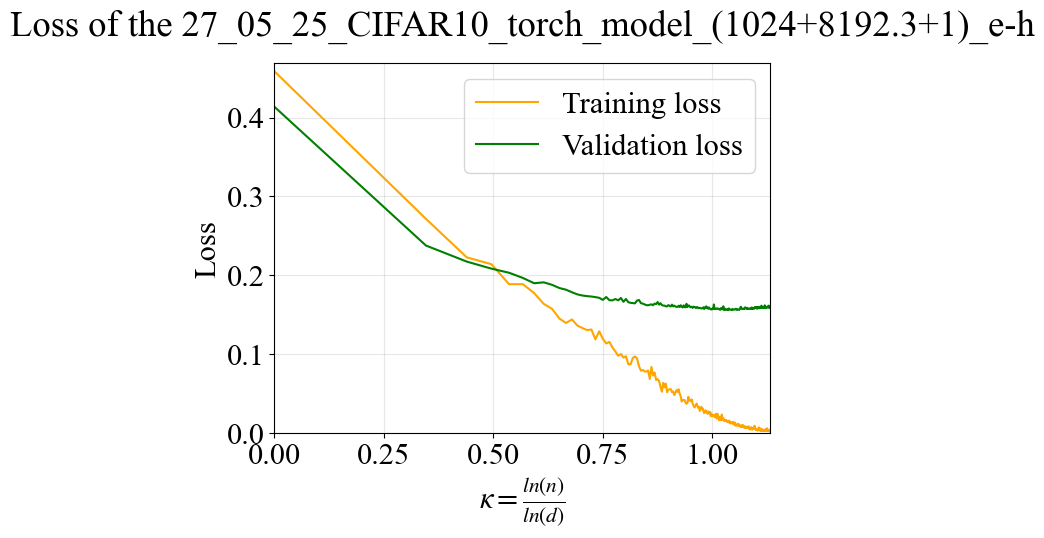 Loss of the 27_05_25_CIFAR10_torch_model_(1024+8192.3+1)_e-h
Training loss
Validation loss
Loss
0.4
0.3
0.2
0.1
0.0
0.00 0.25 0.50 0.75 1.00
κ = ln(n)/ln(d)